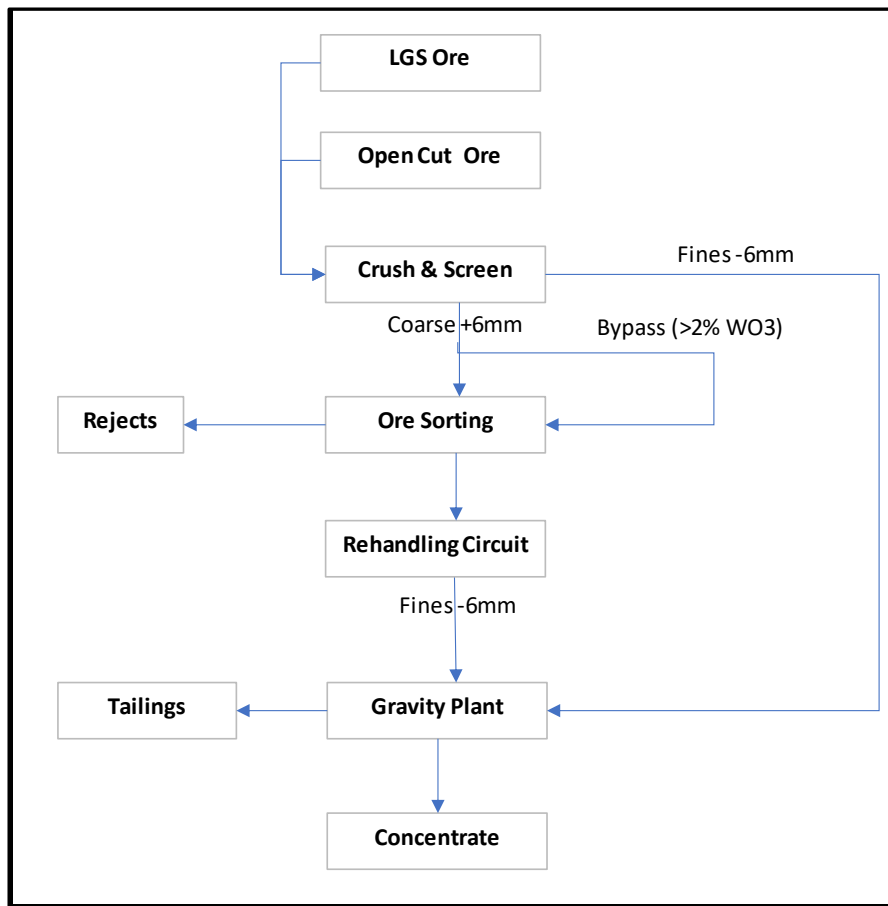 LGS Ore
Open Cut Ore
Crush & Screen
Fines -6mm
Coarse +6mm
Bypass (>2% WO3)
Rejects
Ore Sorting
Rehandling Circuit
Fines -6mm
Tailings
Gravity Plant
Concentrate